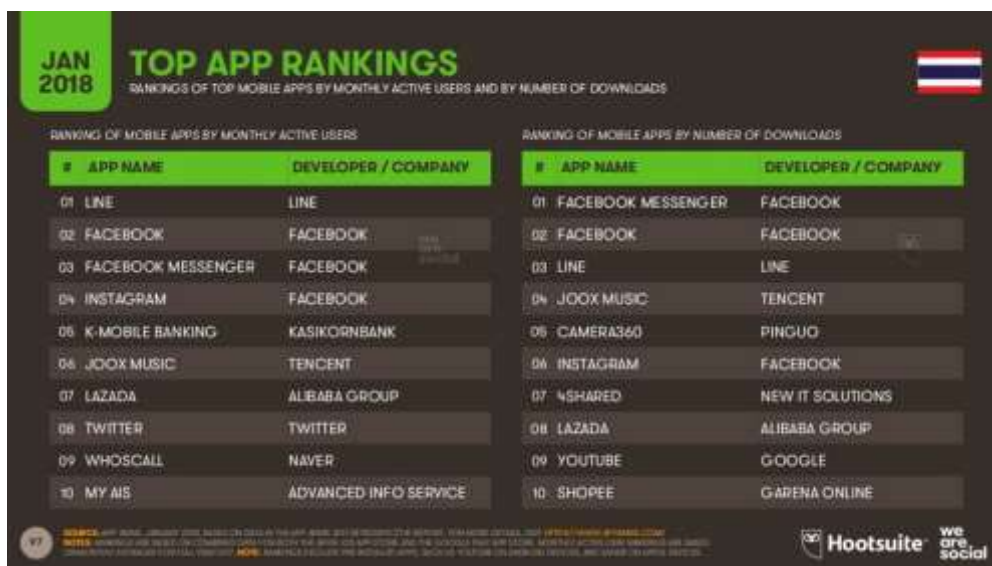 JAN
2018
TOP APP RANKINGS
RANKINGS OF TOP MOBILE APPS BY MONTHLY ACTIVE USERS AND BY NUMBER OF DOWNLOADS
RANKING OF MOBILE APPS BY MONTHLY ACTIVE USERS
# APP NAME DEVELOPER / COMPANY
01 LINE LINE
02 FACEBOOK FACEBOOK
03 FACEBOOK MESSENGER FACEBOOK
04 INSTAGRAM FACEBOOK
05 K-MOBILE BANKING KASIKORNBANK
06 JOOX MUSIC TENCENT
07 LAZADA ALIBABA GROUP
08 TWITTER TWITTER
09 WHOSCALL NAVER
10 MY AIS ADVANCED INFO SERVICE
RANKING OF MOBILE APPS BY NUMBER OF DOWNLOADS
# APP NAME DEVELOPER / COMPANY
01 FACEBOOK MESSENGER FACEBOOK
02 FACEBOOK FACEBOOK
03 LINE LINE
04 JOOX MUSIC TENCENT
05 CAMERA360 PINGUO
06 INSTAGRAM FACEBOOK
07 4SHARED NEW IT SOLUTIONS
08 LAZADA ALIBABA GROUP
09 YOUTUBE GOOGLE
10 SHOPEE GARENA ONLINE
97
Hootsuite
we
are
social